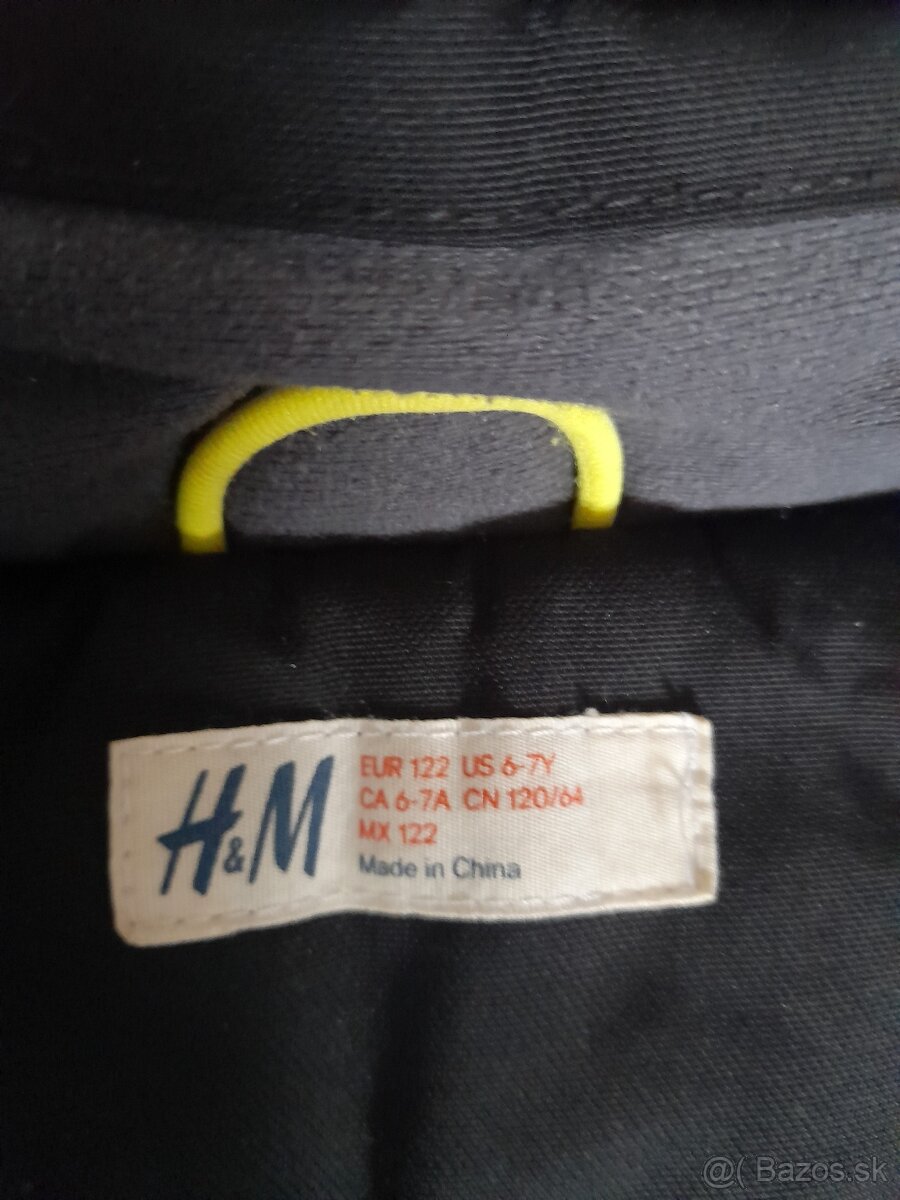 H&M
EUR 122 US 6-7Y
CA 6-7A CN 120/64
MX 122
Made in China
@( Bazos.sk